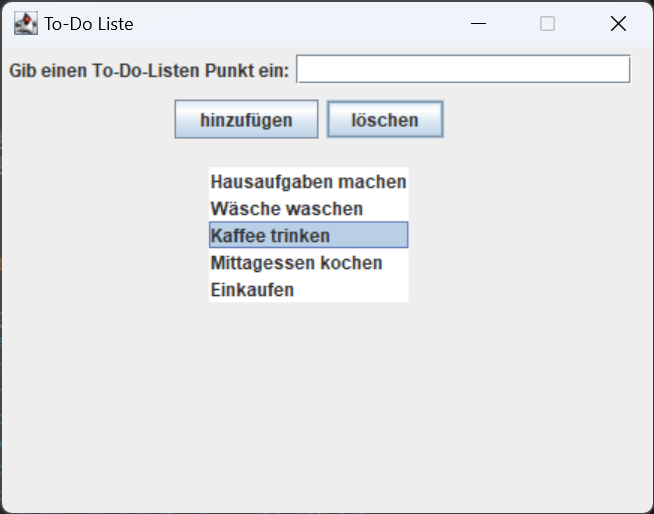 To-Do Liste
Gib einen To-Do-Listen Punkt ein:
hinzufügen löschen
Hausaufgaben machen
Wäsche waschen
Kaffee trinken
Mittagessen kochen
Einkaufen